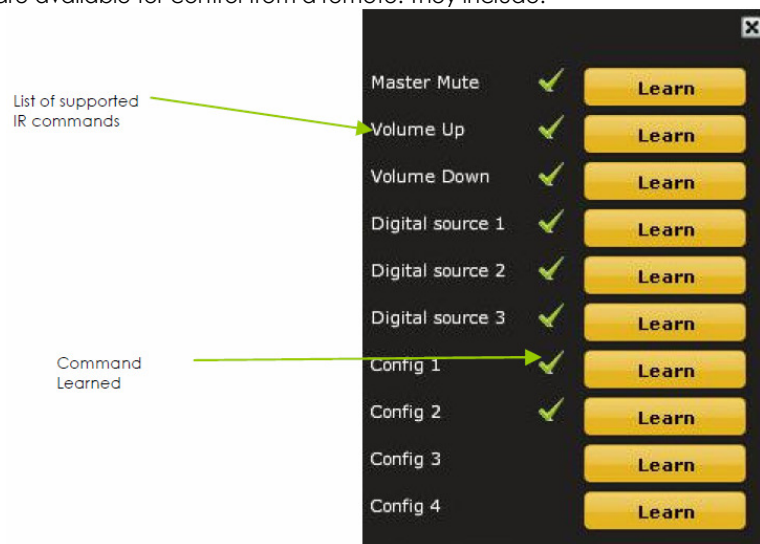 are available for control from a remote. They include:
Master Mute Learn
List of supported
IR commands
Volume Up Learn
Volume Down Learn
Digital source 1 Learn
Digital source 2 Learn
Digital source 3 Learn
Command
Learned
Config 1 Learn
Config 2 Learn
Config 3 Learn
Config 4 Learn